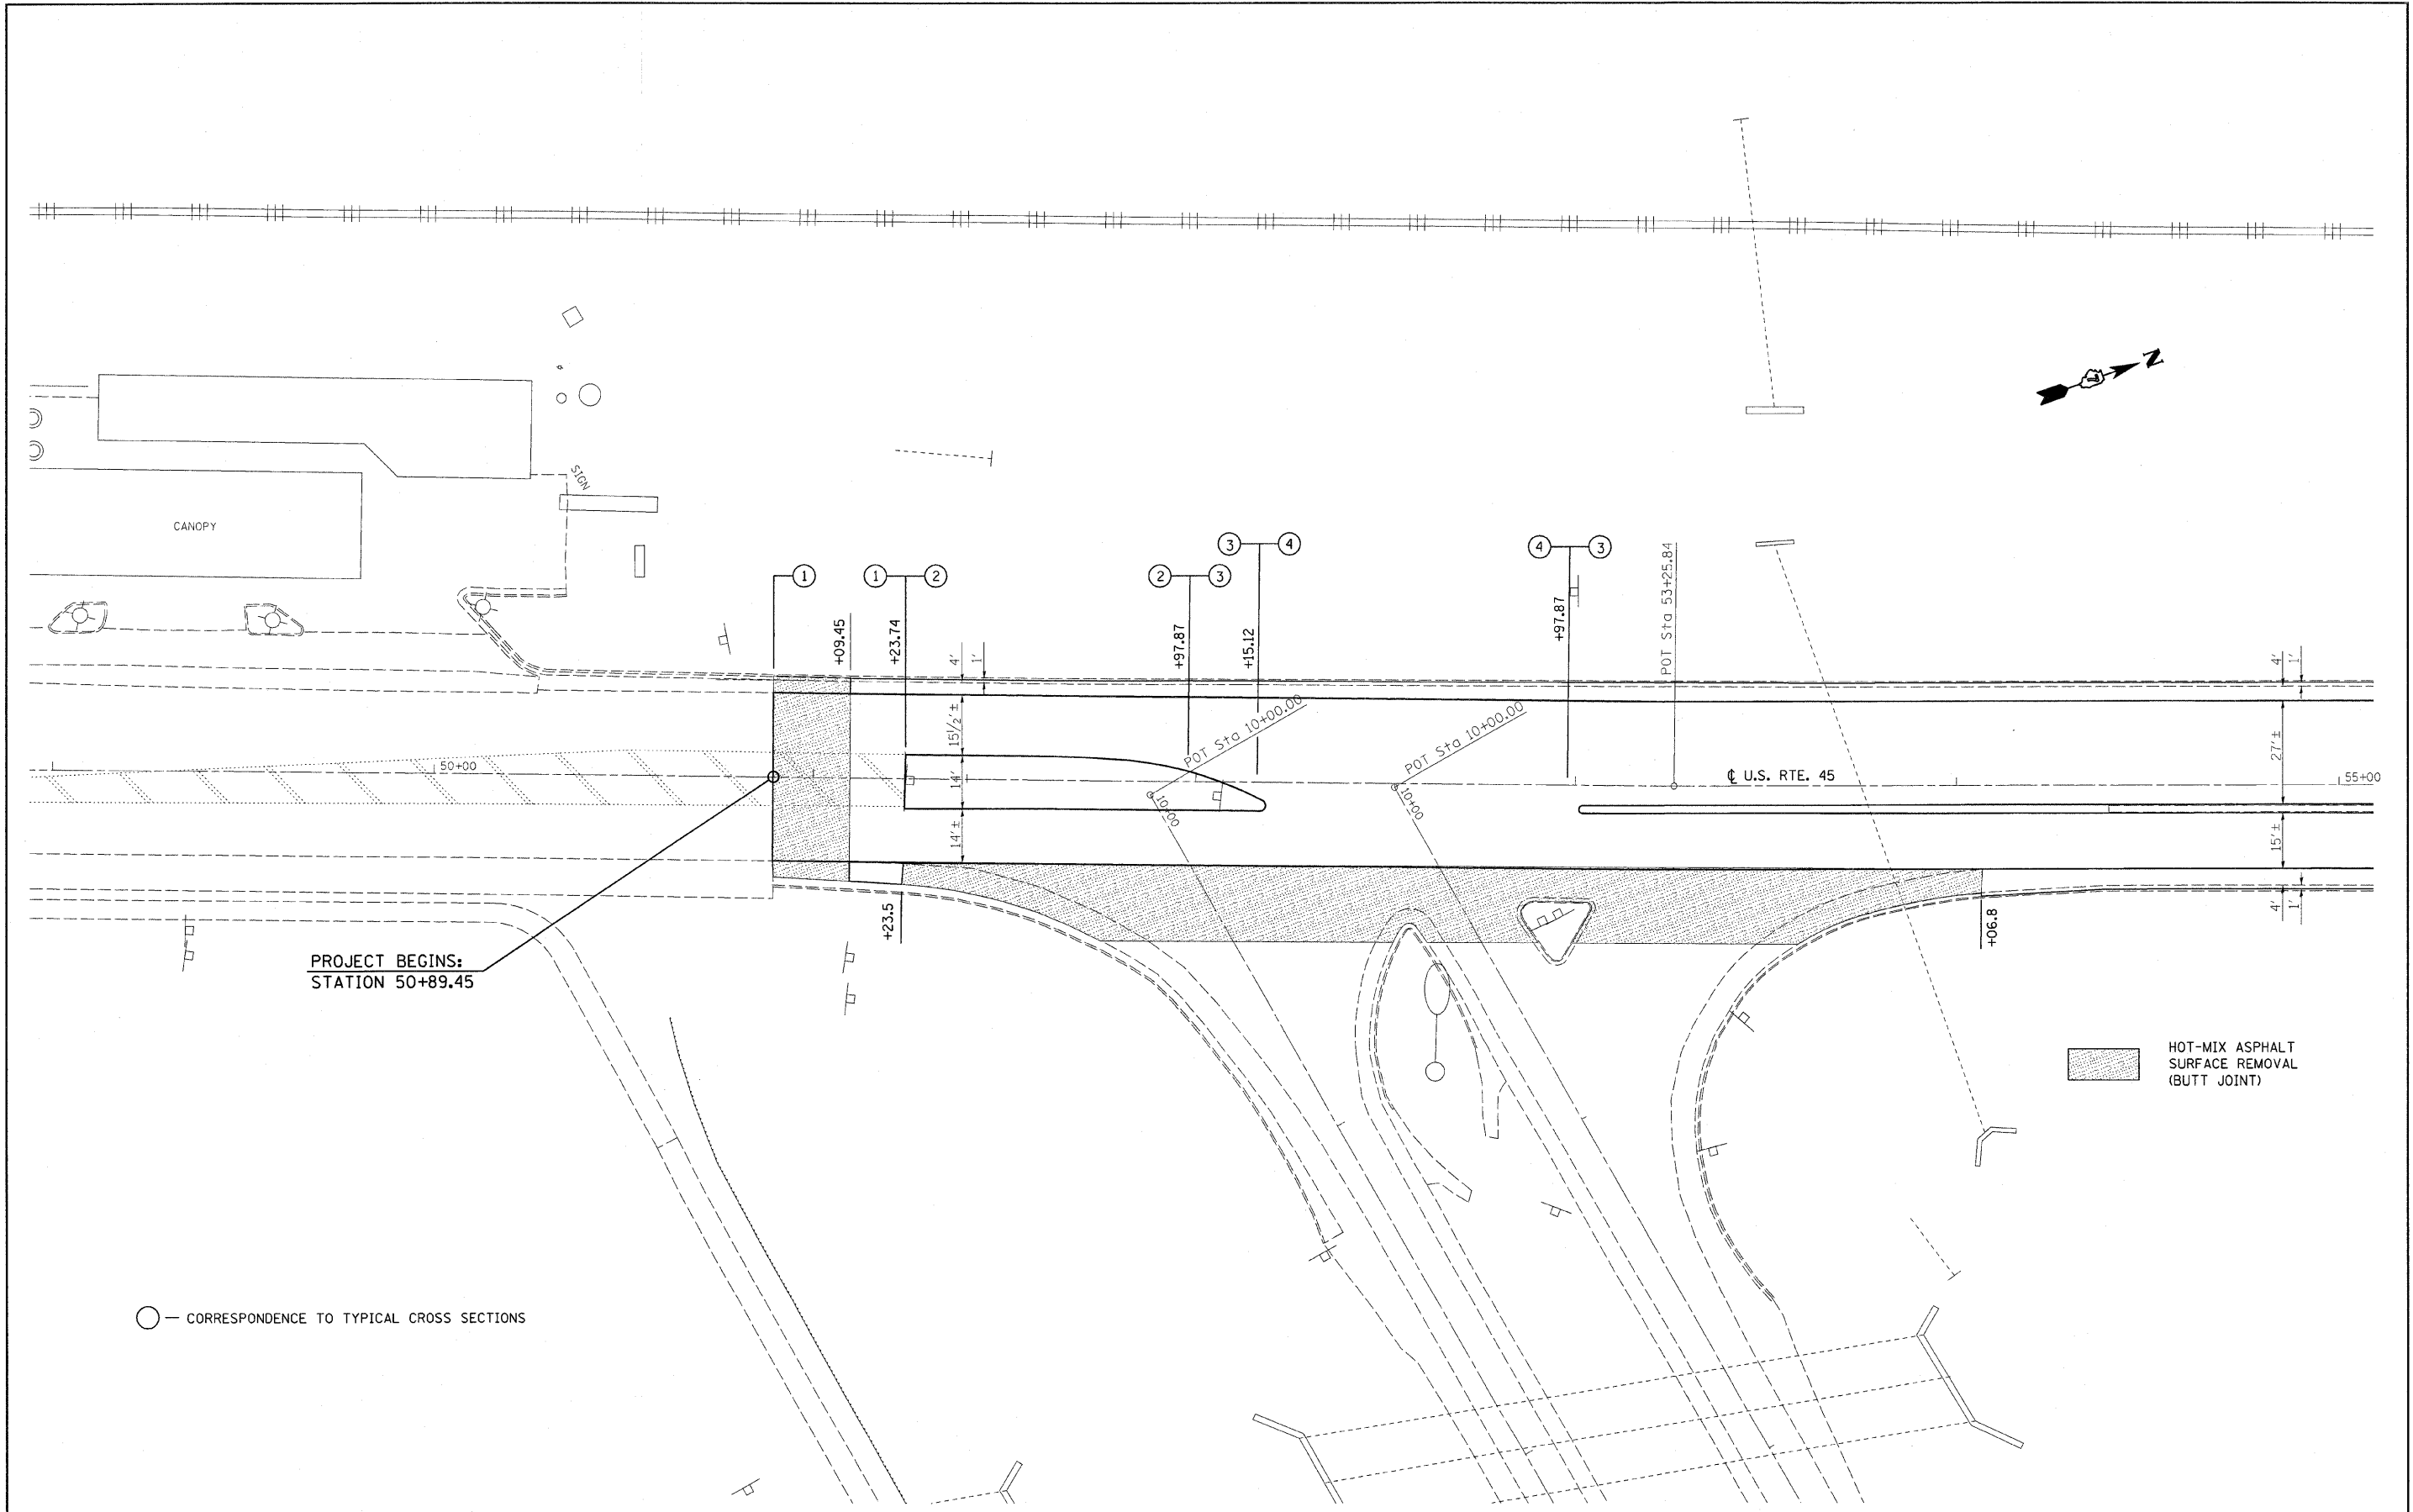 N
SIGN
CANOPY
3 4
4 3
1
1 2
2 3
+09.45
+23.74
4'
1'
+97.87
+15.12
+97.87
POT Sta 53+25.84
4'
1'
15½'±
POT Sta 10+00.00
POT Sta 10+00.00
27'±
50+00
14'
10+00
10+00
℄ U.S. RTE. 45
55+00
14'±
15'±
+23.5
+06.8
4'
1'
PROJECT BEGINS:
STATION 50+89.45
HOT-MIX ASPHALT
SURFACE REMOVAL
(BUTT JOINT)
— CORRESPONDENCE TO TYPICAL CROSS SECTIONS